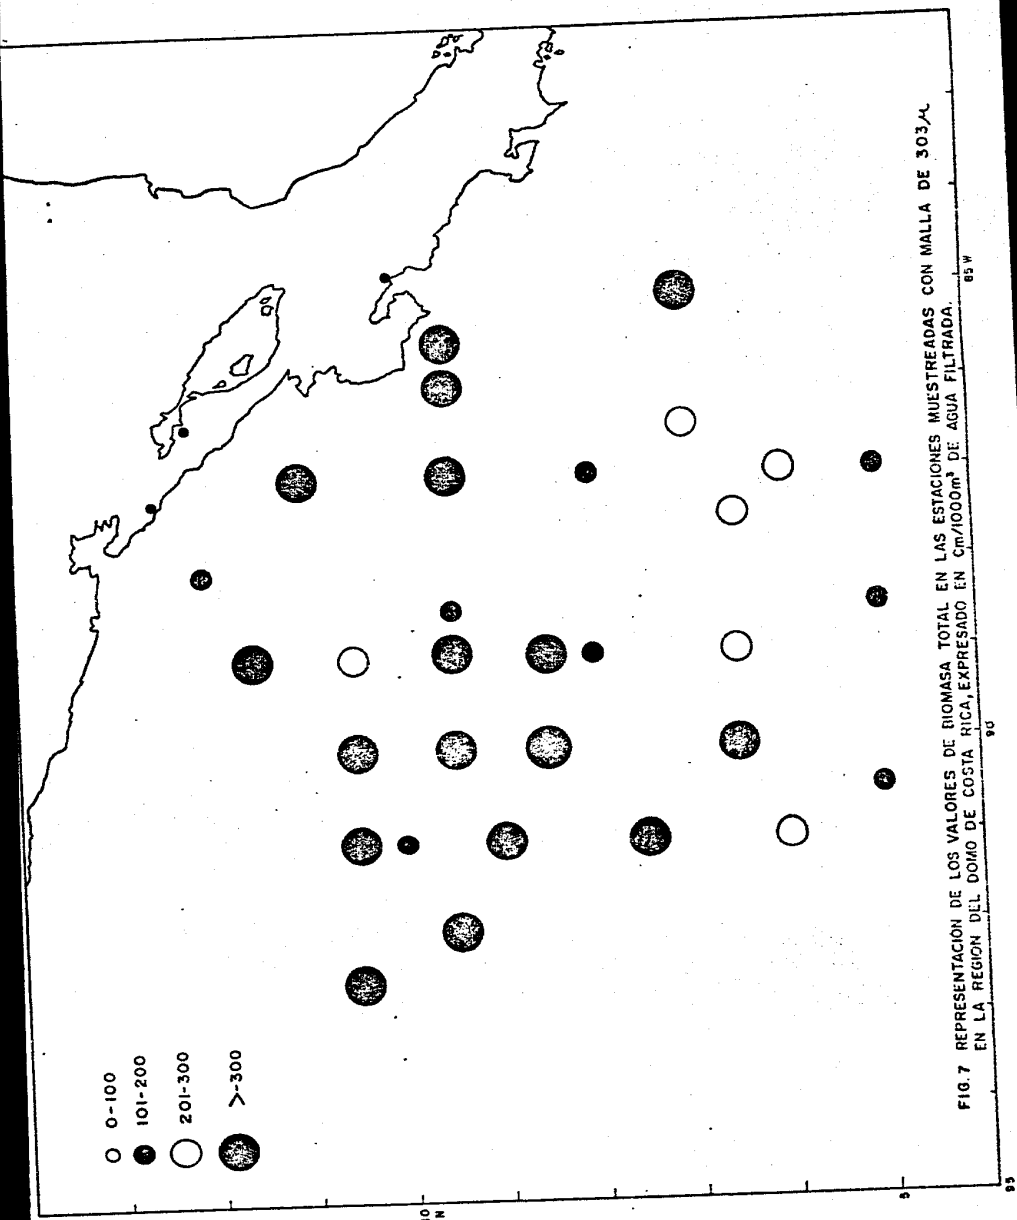 0-100
101-200
201-300
>-300
10
N
5
95
90
85 W
FIG. 7 REPRESENTACION DE LOS VALORES DE BIOMASA TOTAL EN LAS ESTACIONES MUESTREADAS CON MALLA DE 303 μ
EN LA REGION DEL DOMO DE COSTA RICA, EXPRESADO EN Cm/1000m³ DE AGUA FILTRADA.